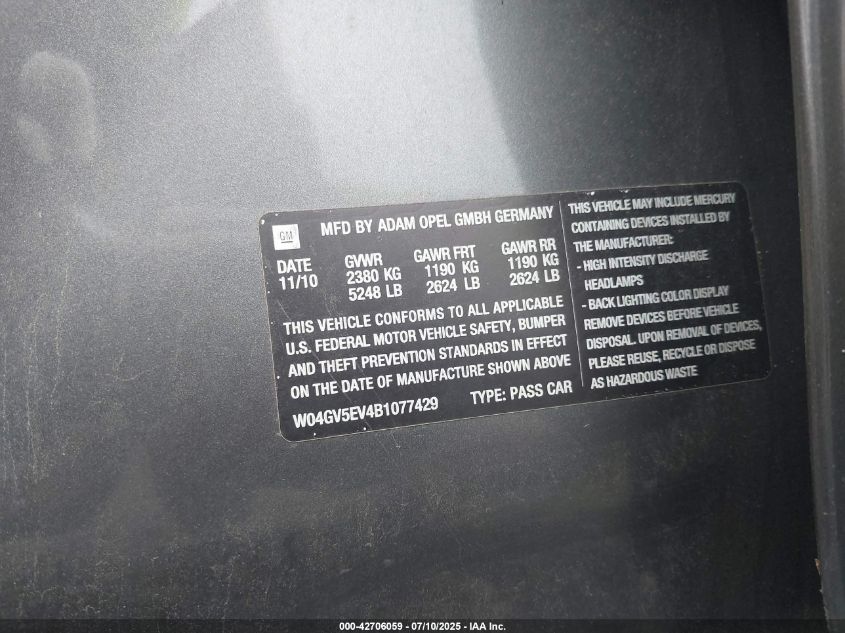 GM
MFD BY ADAM OPEL GMBH GERMANY
DATE GVWR GAWR FRT GAWR RR
11/10 2380 KG 1190 KG 1190 KG
5248 LB 2624 LB 2624 LB
THIS VEHICLE CONFORMS TO ALL APPLICABLE
U.S. FEDERAL MOTOR VEHICLE SAFETY, BUMPER
AND THEFT PREVENTION STANDARDS IN EFFECT
ON THE DATE OF MANUFACTURE SHOWN ABOVE
W04GV5EV4B1077429 TYPE: PASS CAR
THIS VEHICLE MAY INCLUDE MERCURY
CONTAINING DEVICES INSTALLED BY
THE MANUFACTURER:
- HIGH INTENSITY DISCHARGE
HEADLAMPS
- BACK LIGHTING COLOR DISPLAY
REMOVE DEVICES BEFORE VEHICLE
DISPOSAL. UPON REMOVAL OF DEVICES,
PLEASE REUSE, RECYCLE OR DISPOSE
AS HAZARDOUS WASTE
000-42706059 - 07/10/2025 - IAA Inc.